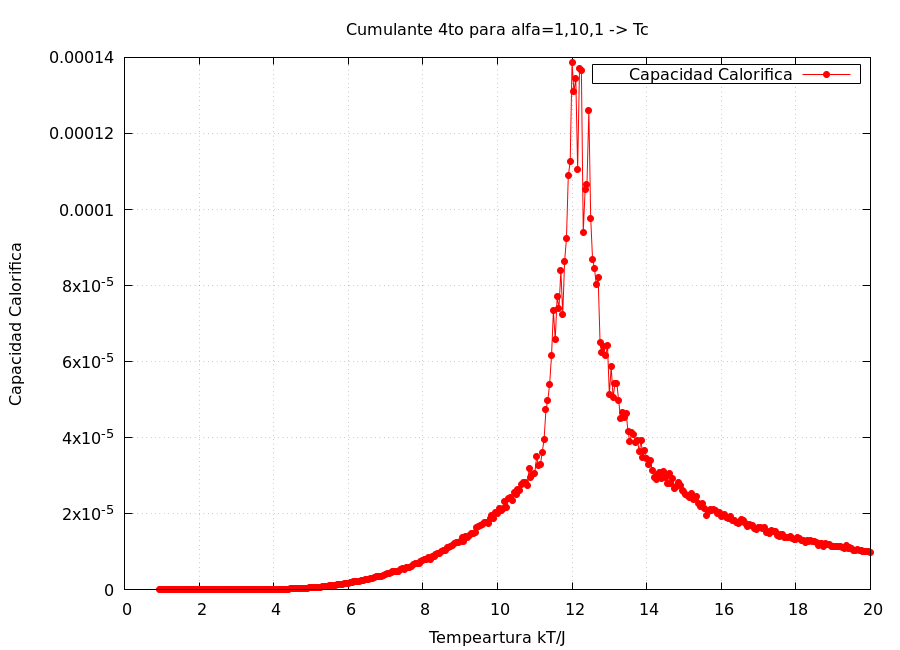 Cumulante 4to para alfa=1,10,1 -> Tc
Capacidad Calorifica
0.00014
0.00012
0.0001
8x10^-5
6x10^-5
4x10^-5
2x10^-5
0
Capacidad Calorifica
0 2 4 6 8 10 12 14 16 18 20
Tempeartura kT/J